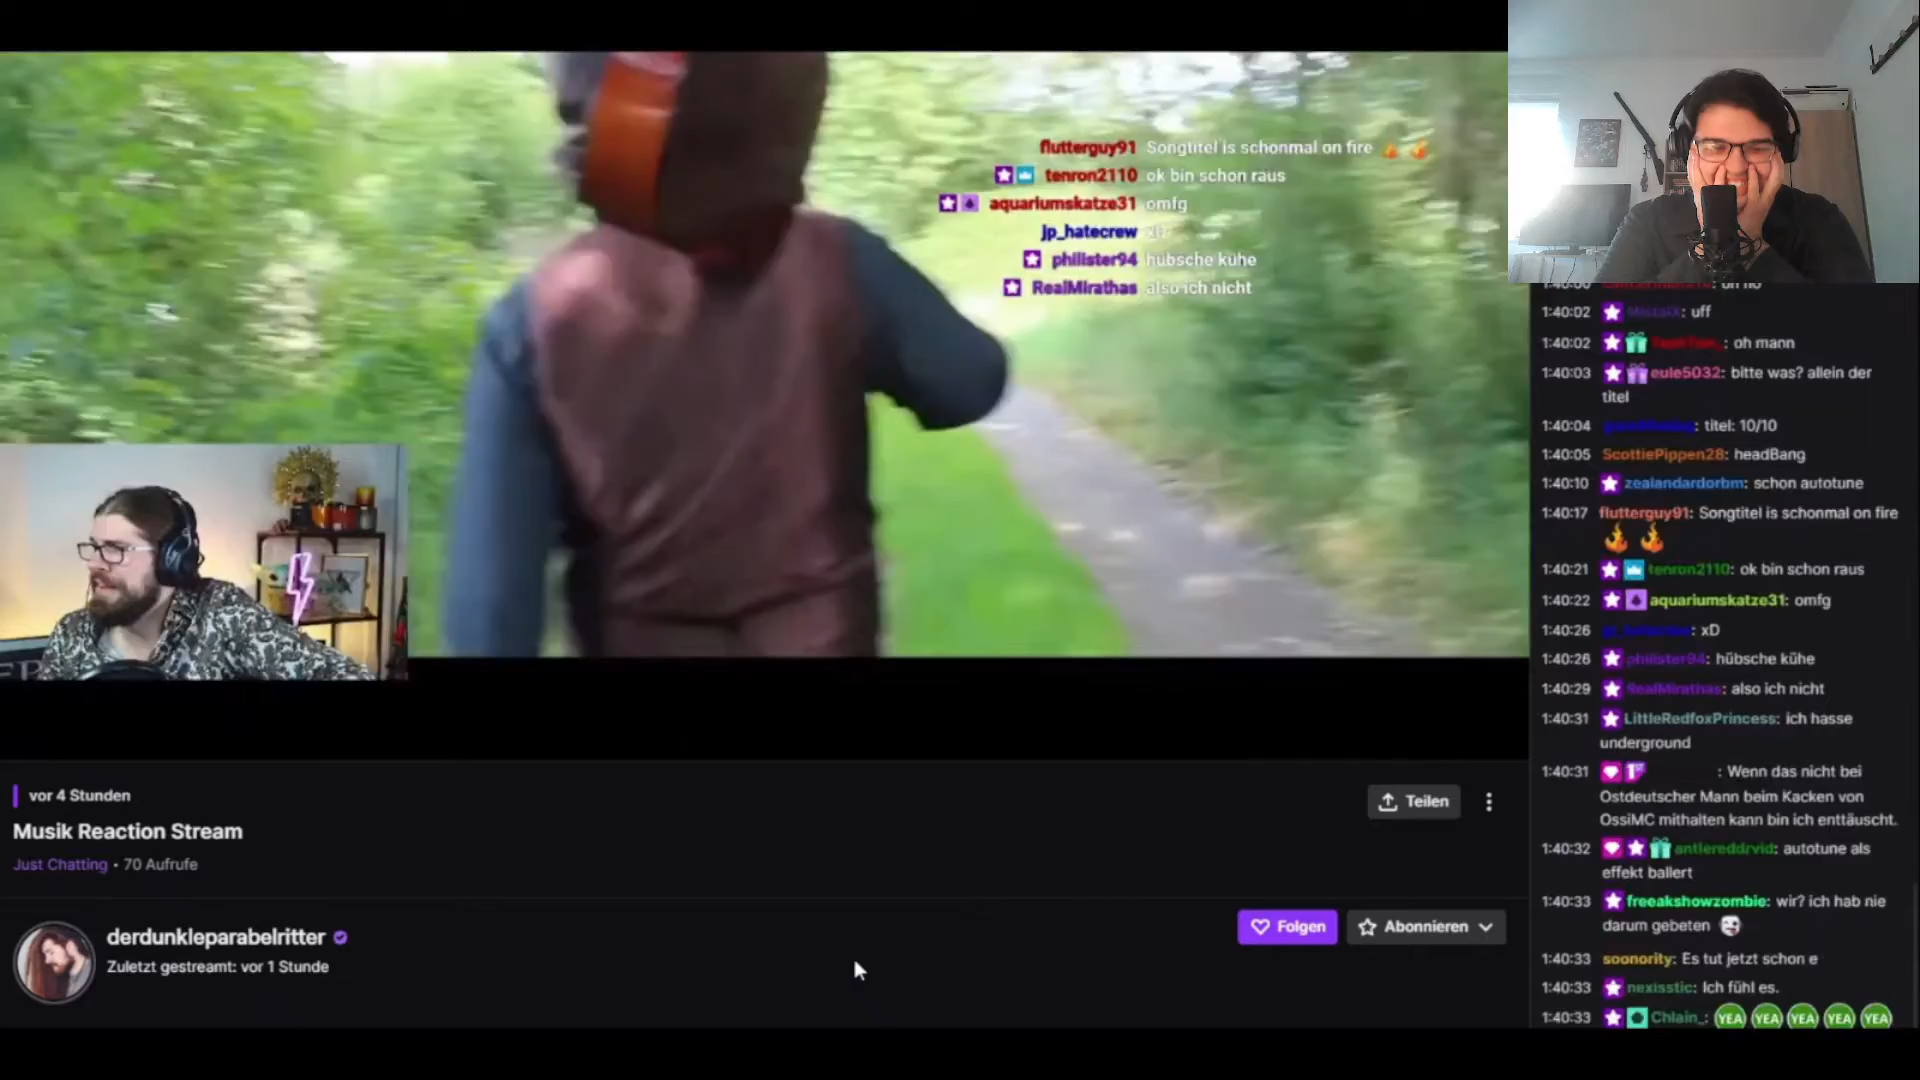 flutterguy91 Songtitel is schonmal on fire
tenron2110 ok bin schon raus
aquariumskatze31 omfg
jp_hatecrew xD
philister94 hübsche kühe
RealMirathas also ich nicht
1:40:00 : oh no
1:40:02 : uff
1:40:02 : oh mann
1:40:03 eule5032: bitte was? allein der
titel
1:40:04 : titel: 10/10
1:40:05 ScottiePippen28: headBang
1:40:10 zealandardorbm: schon autotune
1:40:17 flutterguy91: Songtitel is schonmal on fire
1:40:21 tenron2110: ok bin schon raus
1:40:22 aquariumskatze31: omfg
1:40:26 jp_hatecrew: xD
1:40:26 philister94: hübsche kühe
1:40:29 RealMirathas: also ich nicht
1:40:31 LittleRedfoxPrincess: ich hasse
underground
1:40:31 : Wenn das nicht bei
Ostdeutscher Mann beim Kacken von
OssiMC mithalten kann bin ich enttäuscht.
1:40:32 antlereddrvid: autotune als
effekt ballert
1:40:33 freeakshowzombie: wir? ich hab nie
darum gebeten
1:40:33 soonority: Es tut jetzt schon e
1:40:33 nexisstic: Ich fühl es.
1:40:33 Chlain_: YEA YEA YEA YEA YEA
vor 4 Stunden
Musik Reaction Stream
Just Chatting • 70 Aufrufe
Teilen
derdunkleparabelritter
Zuletzt gestreamt: vor 1 Stunde
Folgen
Abonnieren